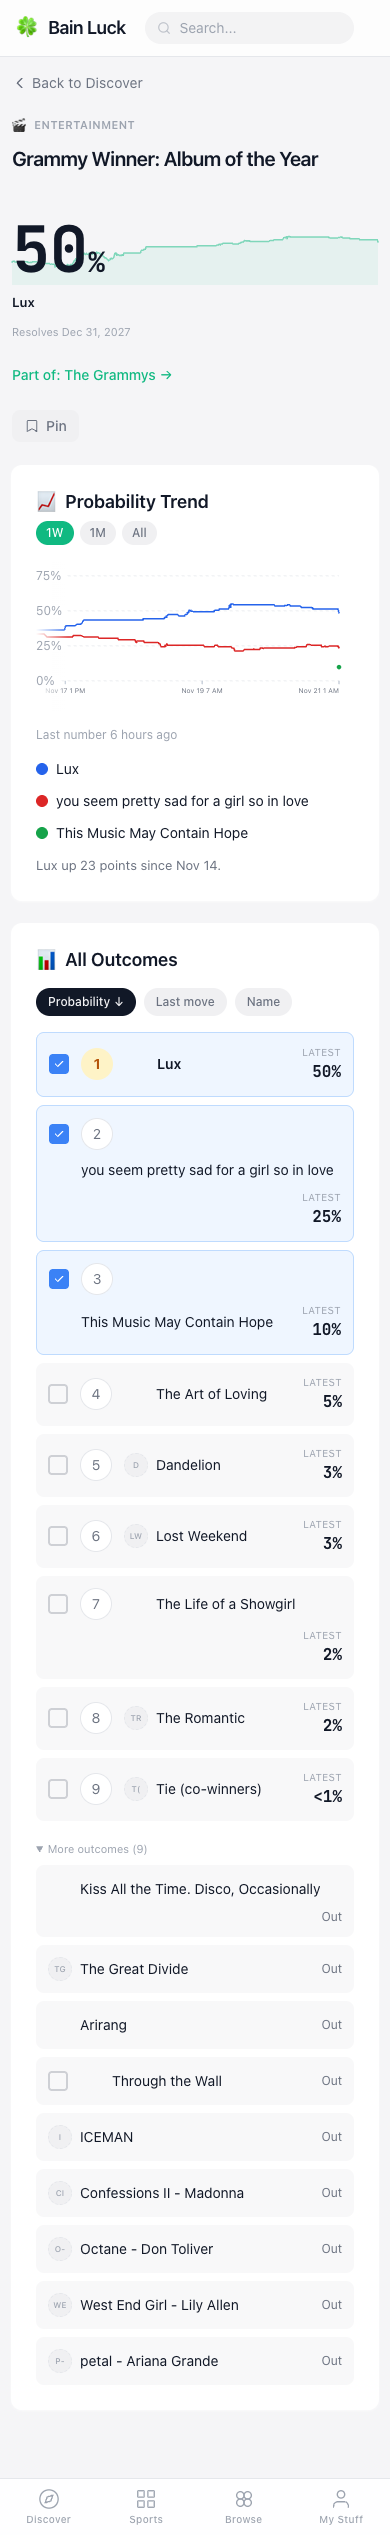 Bain Luck
Search...
Back to Discover
ENTERTAINMENT
Grammy Winner: Album of the Year
50%
Lux
Resolves Dec 31, 2027
Part of: The Grammys →
Pin
Probability Trend
1W
1M
All
75%
50%
25%
0%
Nov 17 1 PM
Nov 19 7 AM
Nov 21 1 AM
Last number 6 hours ago
Lux
you seem pretty sad for a girl so in love
This Music May Contain Hope
Lux up 23 points since Nov 14.
All Outcomes
Probability ↓
Last move
Name
1
Lux
LATEST
50%
2
you seem pretty sad for a girl so in love
LATEST
25%
3
This Music May Contain Hope
LATEST
10%
4
The Art of Loving
LATEST
5%
5
D
Dandelion
LATEST
3%
6
LW
Lost Weekend
LATEST
3%
7
The Life of a Showgirl
LATEST
2%
8
TR
The Romantic
LATEST
2%
9
T(
Tie (co-winners)
LATEST
<1%
▼ More outcomes (9)
Kiss All the Time. Disco, Occasionally
Out
TG
The Great Divide
Out
Arirang
Out
Through the Wall
Out
I
ICEMAN
Out
CI
Confessions II - Madonna
Out
O-
Octane - Don Toliver
Out
WE
West End Girl - Lily Allen
Out
P-
petal - Ariana Grande
Out
Discover
Sports
Browse
My Stuff